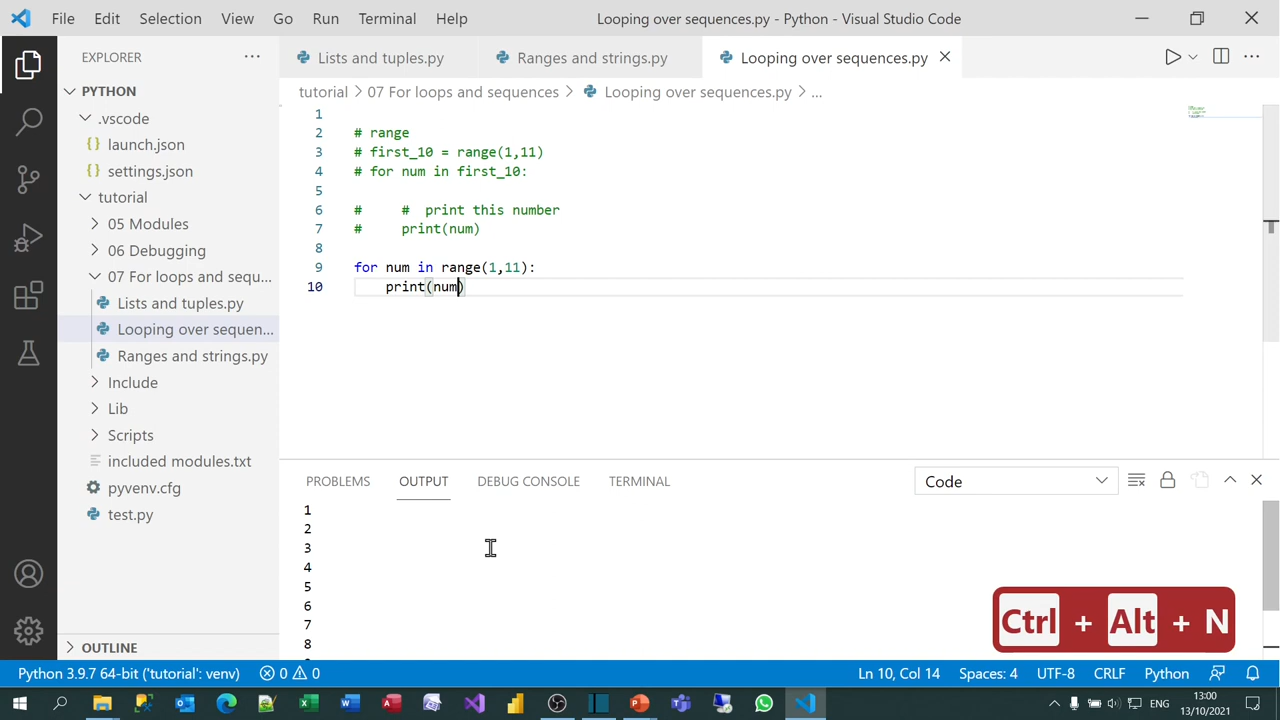 File Edit Selection View Go Run Terminal Help Looping over sequences.py - Python - Visual Studio Code
EXPLORER ...
Lists and tuples.py Ranges and strings.py Looping over sequences.py
tutorial > 07 For loops and sequences > Looping over sequences.py > ...
PYTHON
.vscode
{} launch.json
{} settings.json
tutorial
05 Modules
06 Debugging
07 For loops and sequ...
Lists and tuples.py
Looping over sequen...
Ranges and strings.py
Include
Lib
Scripts
included modules.txt
pyvenv.cfg
test.py
OUTLINE
1
2 # range
3 # first_10 = range(1,11)
4 # for num in first_10:
5
6 #     #  print this number
7 #     print(num)
8
9 for num in range(1,11):
10     print(num)
PROBLEMS OUTPUT DEBUG CONSOLE TERMINAL Code
1
2
3
4
5
6
7
8
Ctrl + Alt + N
Python 3.9.7 64-bit ('tutorial': venv) 0 0 Ln 10, Col 14 Spaces: 4 UTF-8 CRLF Python
ENG 13:00
13/10/2021